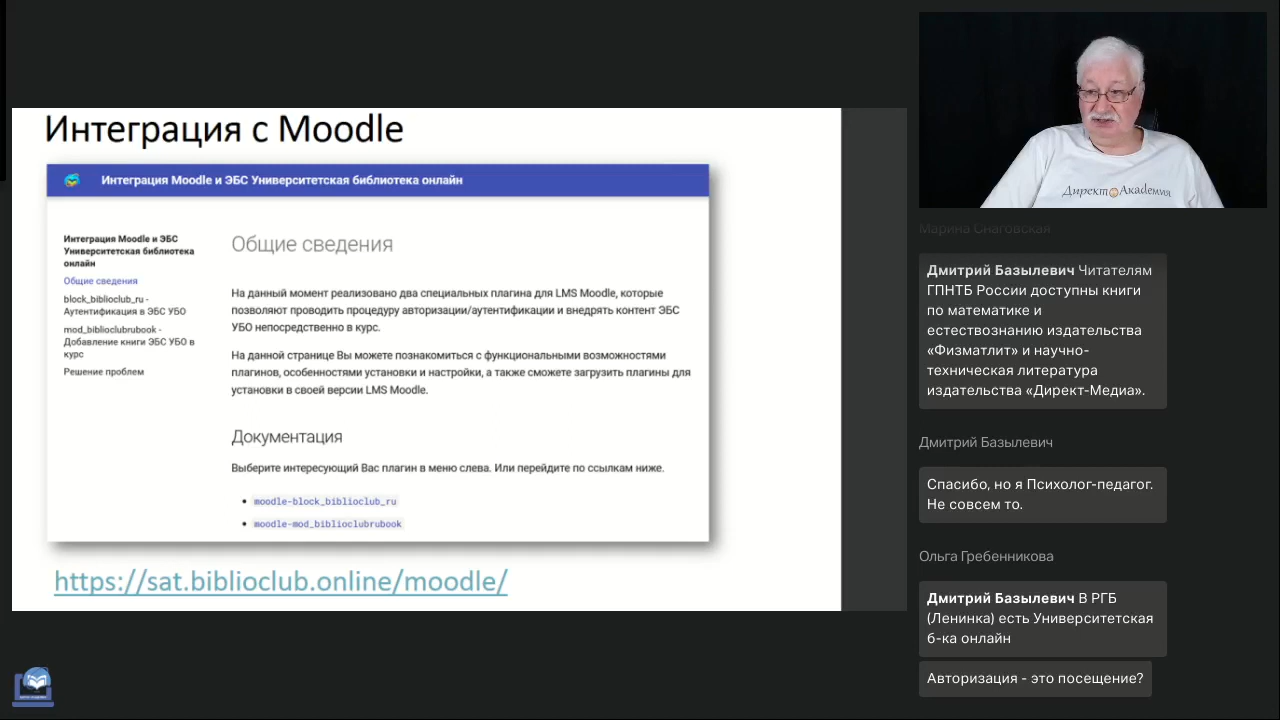 Интеграция с Moodle
Интеграция Moodle и ЭБС Университетская библиотека онлайн
Интеграция Moodle и ЭБС
Университетская библиотека
онлайн
Общие сведения
block_biblioclub_ru -
Аутентификация в ЭБС УБО
mod_biblioclubrubook -
Добавление книги ЭБС УБО в
курс
Решение проблем
Общие сведения
На данный момент реализовано два специальных плагина для LMS Moodle, которые
позволяют проводить процедуру авторизации/аутентификации и внедрять контент ЭБС
УБО непосредственно в курс.
На данной странице Вы можете познакомиться с функциональными возможностями
плагинов, особенностями установки и настройки, а также сможете загрузить плагины для
установки в своей версии LMS Moodle.
Документация
Выберите интересующий Вас плагин в меню слева. Или перейдите по ссылкам ниже.
moodle-block_biblioclub_ru
moodle-mod_biblioclubrubook
https://sat.biblioclub.online/moodle/
Директ Академия
Марина Снаговская
Дмитрий Базылевич Читателям
ГПНТБ России доступны книги
по математике и
естествознанию издательства
«Физматлит» и научно-
техническая литература
издательства «Директ-Медиа».
Дмитрий Базылевич
Спасибо, но я Психолог-педагог.
Не совсем то.
Ольга Гребенникова
Дмитрий Базылевич В РГБ
(Ленинка) есть Университетская
б-ка онлайн
Авторизация - это посещение?